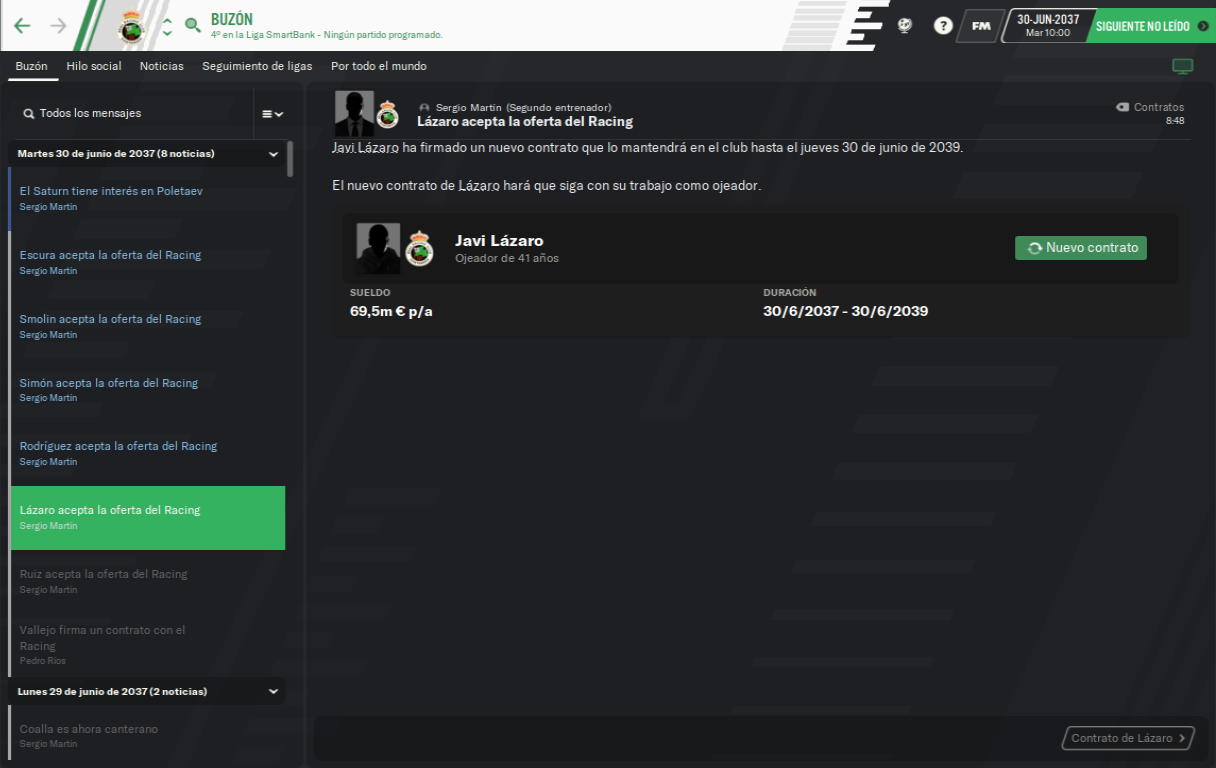 BUZÓN
4º en la Liga SmartBank - Ningún partido programado.
?
FM
30-JUN-2037
Mar 10:00
SIGUIENTE NO LEÍDO
Buzón
Hilo social
Noticias
Seguimiento de ligas
Por todo el mundo
Todos los mensajes
Martes 30 de junio de 2037 (8 noticias)
El Saturn tiene interés en Poletaev
Sergio Martín
Escura acepta la oferta del Racing
Sergio Martín
Smolin acepta la oferta del Racing
Sergio Martín
Simón acepta la oferta del Racing
Sergio Martín
Rodríguez acepta la oferta del Racing
Sergio Martín
Lázaro acepta la oferta del Racing
Sergio Martín
Ruiz acepta la oferta del Racing
Sergio Martín
Vallejo firma un contrato con el
Racing
Pedro Ríos
Lunes 29 de junio de 2037 (2 noticias)
Coalla es ahora canterano
Sergio Martín
Sergio Martín (Segundo entrenador)
Lázaro acepta la oferta del Racing
Contratos
8:48
Javi Lázaro ha firmado un nuevo contrato que lo mantendrá en el club hasta el jueves 30 de junio de 2039.
El nuevo contrato de Lázaro hará que siga con su trabajo como ojeador.
Javi Lázaro
Ojeador de 41 años
Nuevo contrato
SUELDO
69,5m € p/a
DURACIÓN
30/6/2037 - 30/6/2039
Contrato de Lázaro